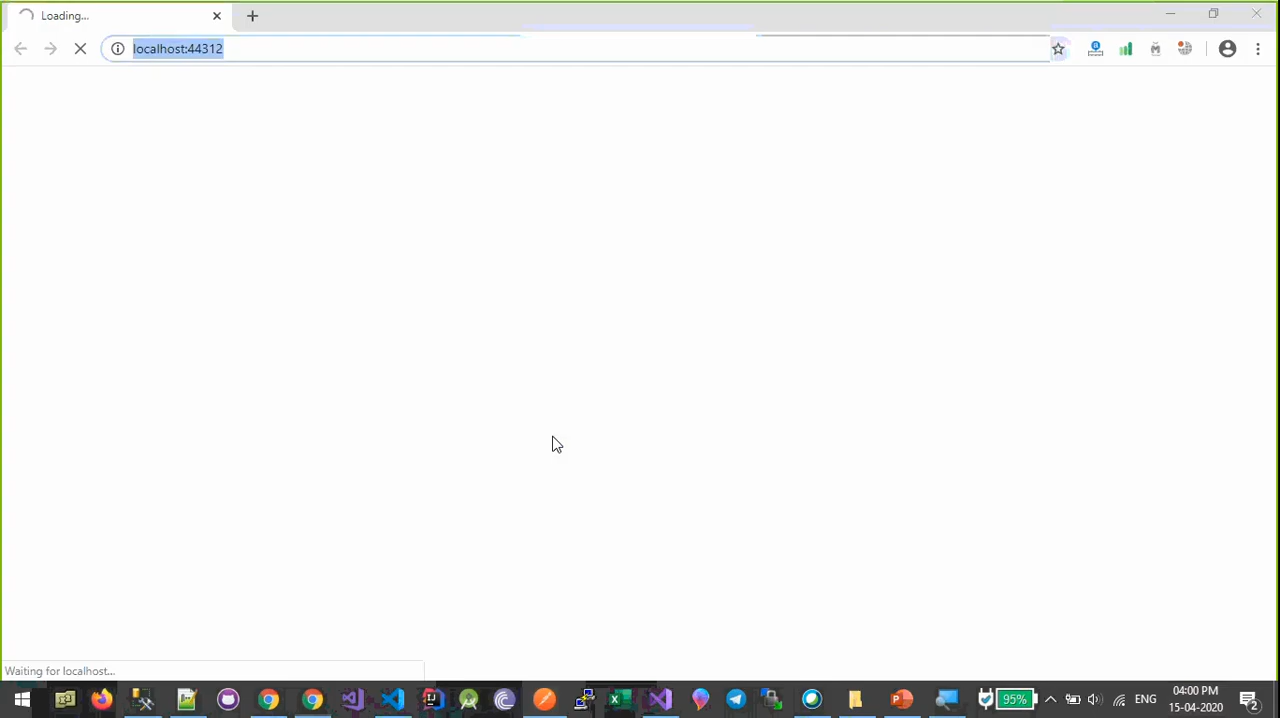 Loading...
localhost:44312
Waiting for localhost...
95%
ENG
04:00 PM
15-04-2020
2